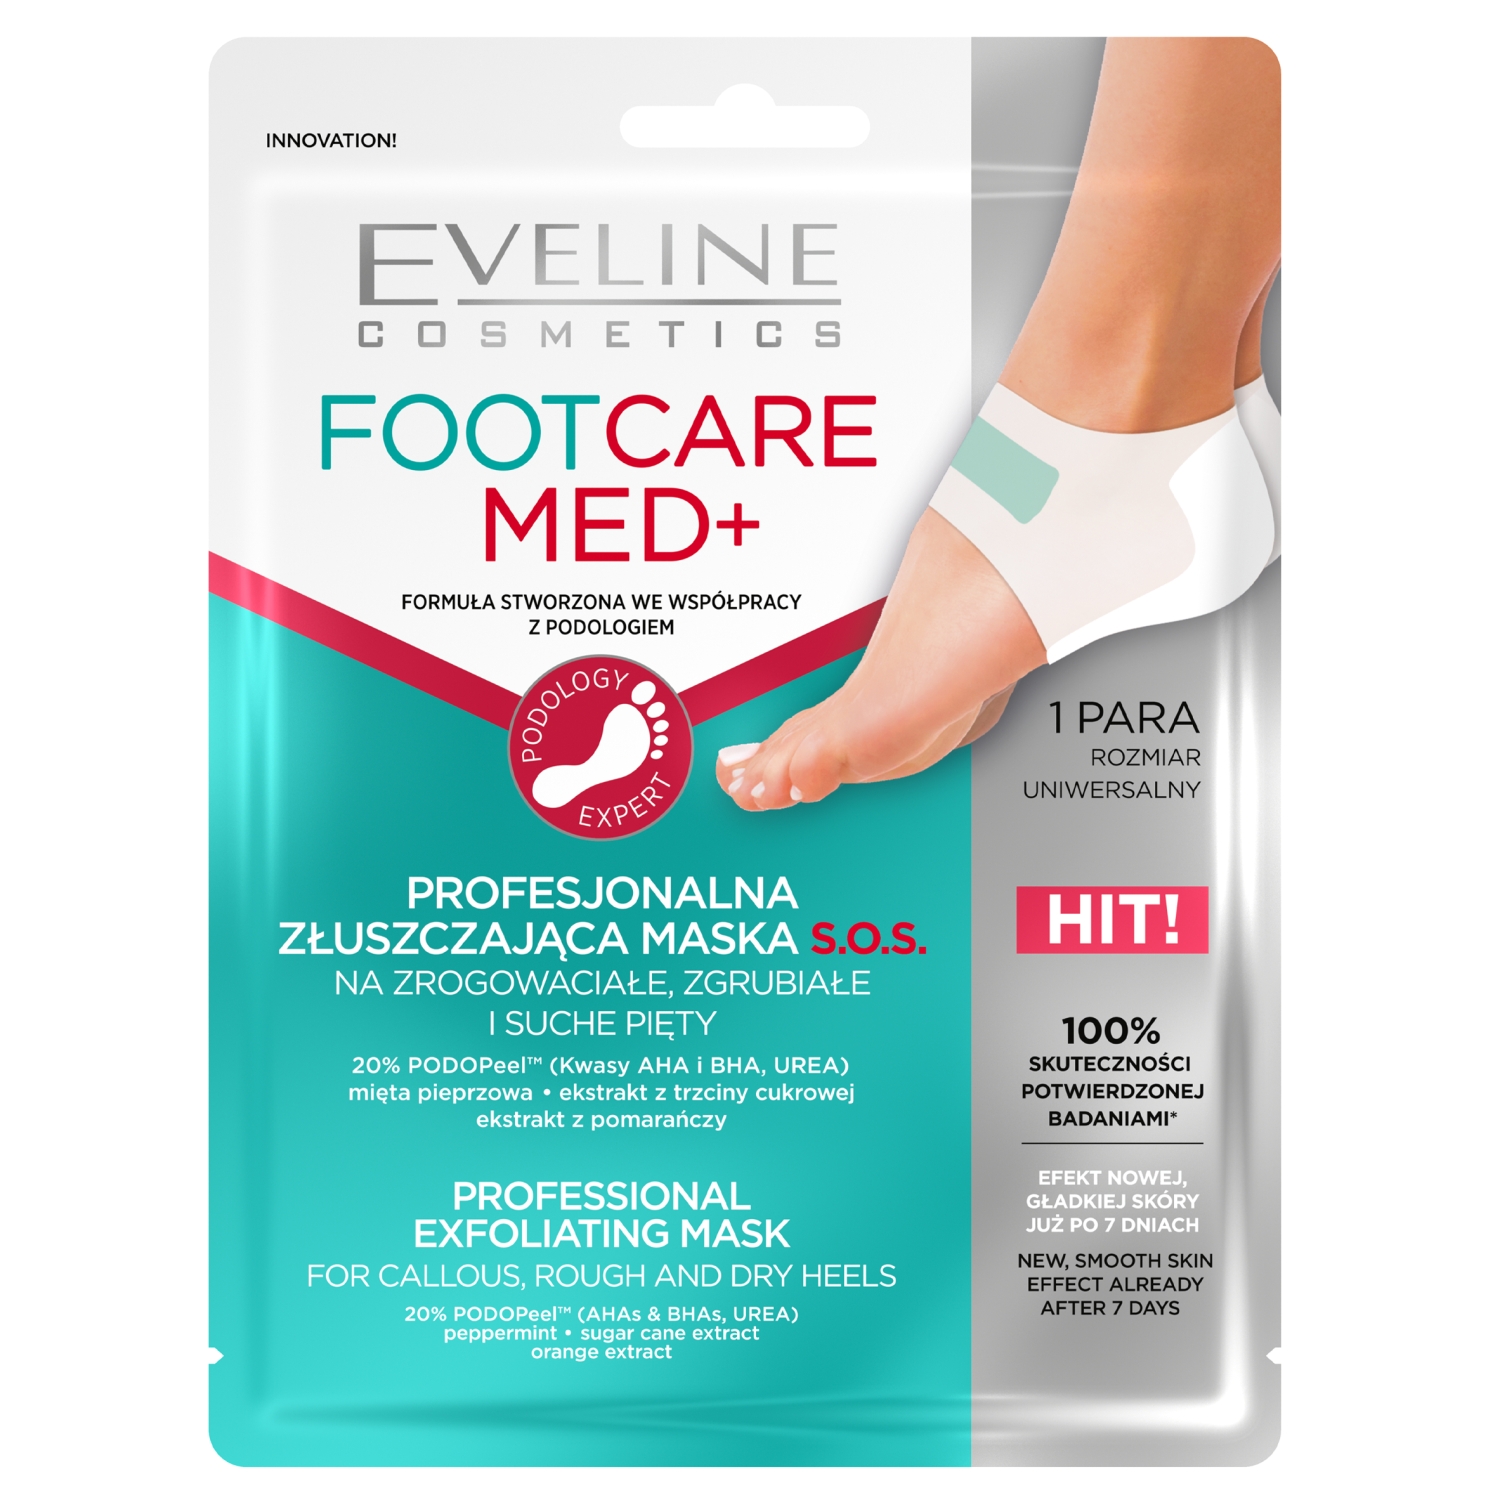 INNOVATION!
EVELINE
COSMETICS
FOOTCARE
MED+
FORMUŁA STWORZONA WE WSPÓŁPRACY
Z PODOLOGIEM
PODOLOGY
EXPERT
PROFESJONALNA
ZŁUSZCZAJĄCA MASKA S.O.S.
NA ZROGOWACIAŁE, ZGRUBIAŁE
I SUCHE PIĘTY
20% PODOPeel™ (Kwasy AHA i BHA, UREA)
mięta pieprzowa • ekstrakt z trzciny cukrowej
ekstrakt z pomarańczy
PROFESSIONAL
EXFOLIATING MASK
FOR CALLOUS, ROUGH AND DRY HEELS
20% PODOPeel™ (AHAs & BHAs, UREA)
peppermint • sugar cane extract
orange extract
1 PARA
ROZMIAR
UNIWERSALNY
HIT!
100%
SKUTECZNOŚCI
POTWIERDZONEJ
BADANIAMI*
EFEKT NOWEJ,
GŁADKIEJ SKÓRY
JUŻ PO 7 DNIACH
NEW, SMOOTH SKIN
EFFECT ALREADY
AFTER 7 DAYS